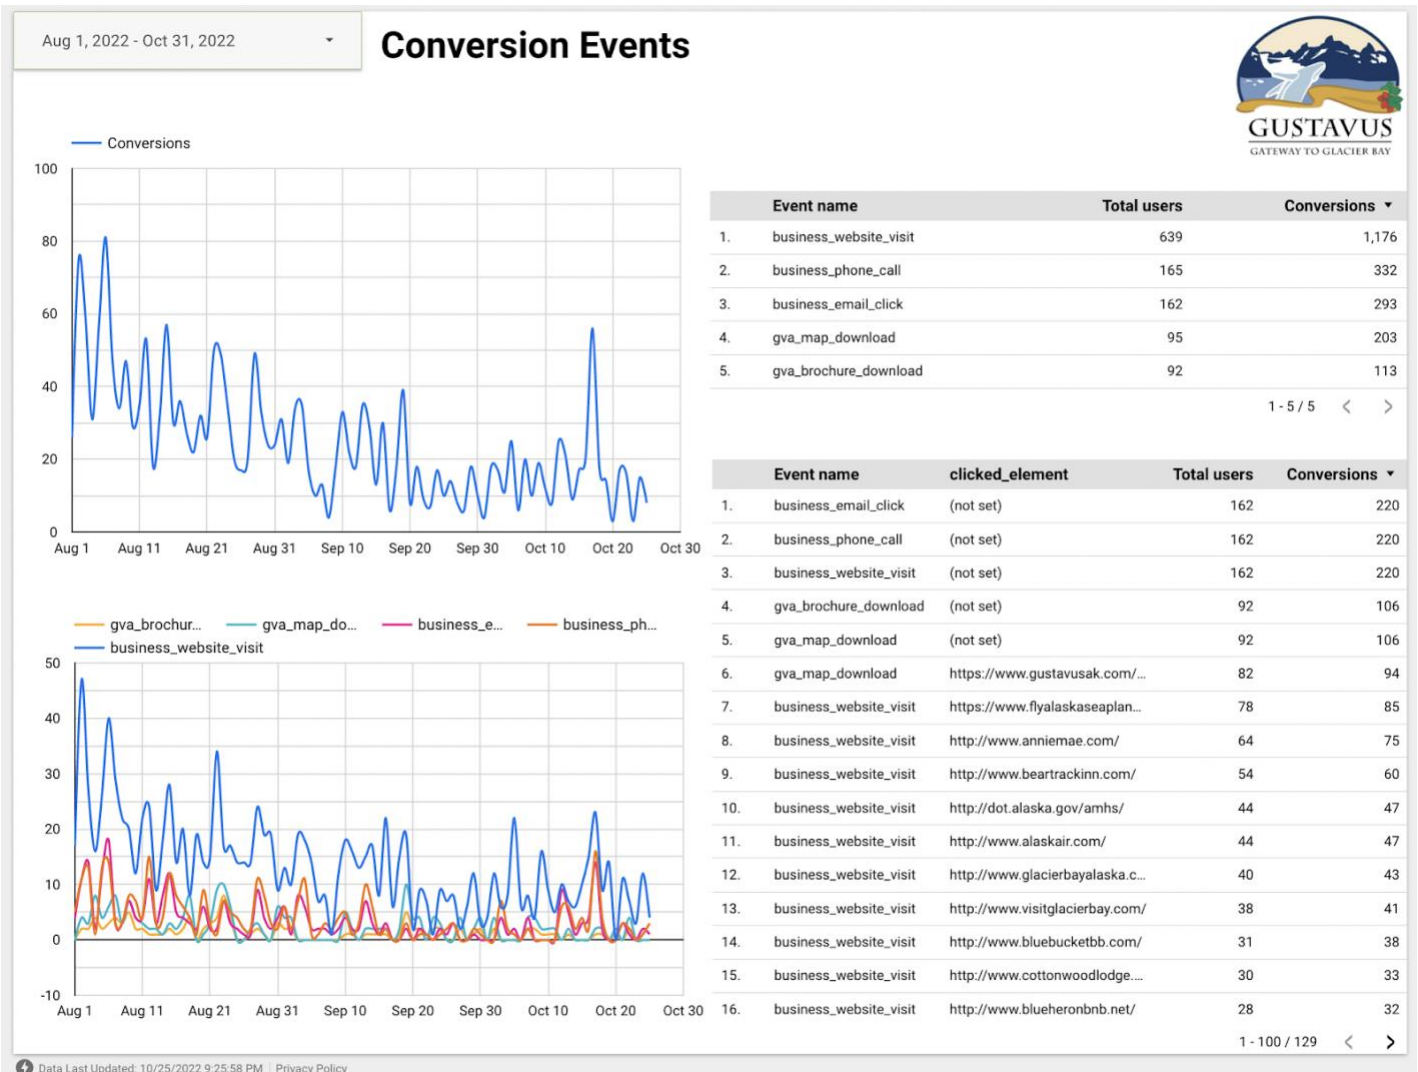 Aug 1, 2022 - Oct 31, 2022
Conversion Events
GUSTAVUS
GATEWAY TO GLACIER BAY
Conversions
100
80
60
40
20
0
Aug 1 Aug 11 Aug 21 Aug 31 Sep 10 Sep 20 Sep 30 Oct 10 Oct 20 Oct 30
gva_brochur... gva_map_do... business_e... business_ph...
business_website_visit
50
40
30
20
10
0
-10
Aug 1 Aug 11 Aug 21 Aug 31 Sep 10 Sep 20 Sep 30 Oct 10 Oct 20 Oct 30
Event name Total users Conversions
1. business_website_visit 639 1,176
2. business_phone_call 165 332
3. business_email_click 162 293
4. gva_map_download 95 203
5. gva_brochure_download 92 113
1 - 5 / 5
Event name clicked_element Total users Conversions
1. business_email_click (not set) 162 220
2. business_phone_call (not set) 162 220
3. business_website_visit (not set) 162 220
4. gva_brochure_download (not set) 92 106
5. gva_map_download (not set) 92 106
6. gva_map_download https://www.gustavusak.com/... 82 94
7. business_website_visit https://www.flyalaskaseaplan... 78 85
8. business_website_visit http://www.anniemae.com/ 64 75
9. business_website_visit http://www.beartrackinn.com/ 54 60
10. business_website_visit http://dot.alaska.gov/amhs/ 44 47
11. business_website_visit http://www.alaskair.com/ 44 47
12. business_website_visit http://www.glacierbayalaska.c... 40 43
13. business_website_visit http://www.visitglacierbay.com/ 38 41
14. business_website_visit http://www.bluebucketbb.com/ 31 38
15. business_website_visit http://www.cottonwoodlodge.... 30 33
16. business_website_visit http://www.blueheronbnb.net/ 28 32
1 - 100 / 129
Data Last Updated: 10/25/2022 9:25:58 PM Privacy Policy